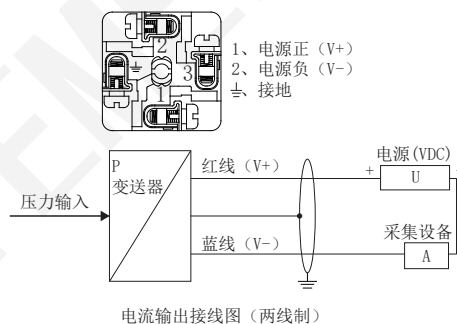 2
3
1
1、电源正（V+）
2、电源负（V-）
⏚、接地
P
变送器
压力输入
红线（V+）
蓝线（V-）
电源(VDC)
+ U -
采集设备
A
电流输出接线图（两线制）